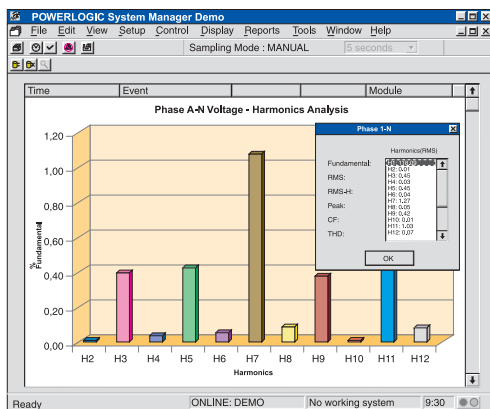 POWERLOGIC System Manager Demo
File Edit View Setup Control Display Reports Tools Window Help
Sampling Mode : MANUAL 5 seconds
Time Event Module
Phase A-N Voltage - Harmonics Analysis
1,20
1,00
0,80
0,60
0,40
0,20
0,00
% Fundamental
H2 H3 H4 H5 H6 H7 H8 H9 H10 H11 H12
Harmonics
Phase 1-N
Harmonics(RMS)
Fundamental:
RMS:
RMS-H:
Peak:
CF:
THD:
H2: 0.01
H3: 0.45
H4: 0.03
H5: 0.45
H6: 0.04
H7: 1.27
H8: 0.05
H9: 0.42
H10: 0.01
H11: 1.03
H12: 0.07
OK
Ready ONLINE: DEMO No working system 9:30